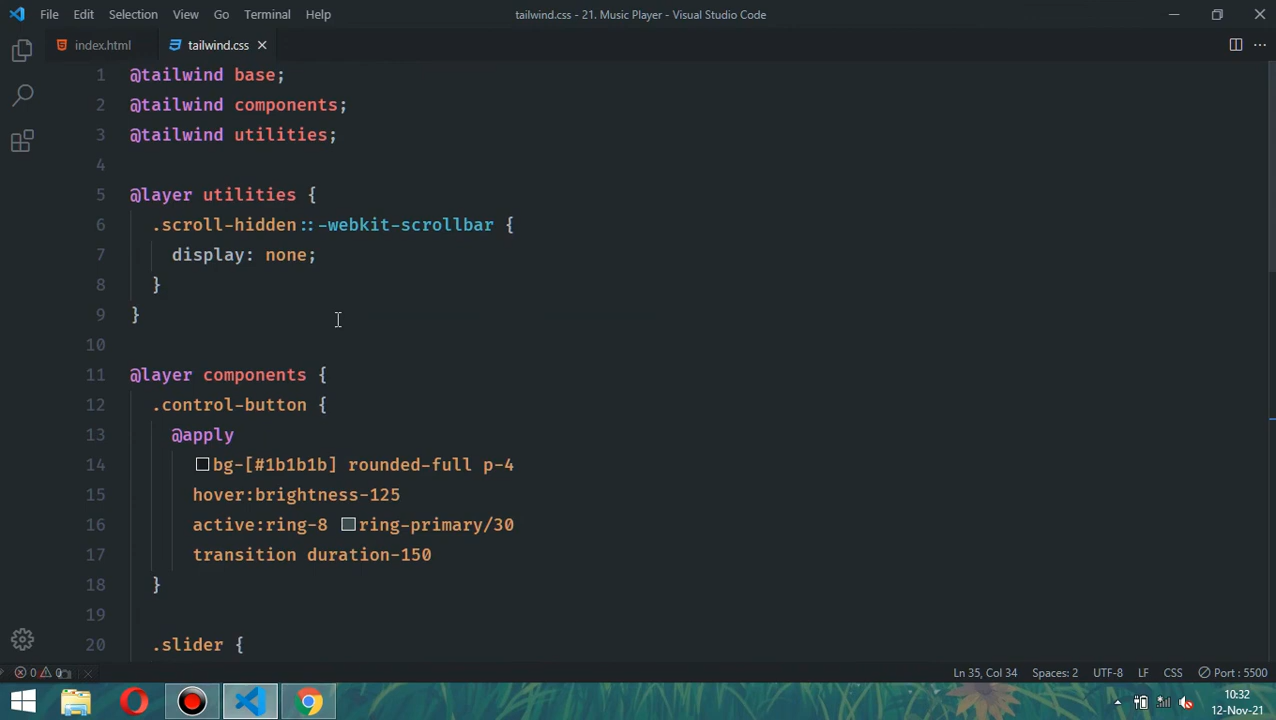 File Edit Selection View Go Terminal Help
tailwind.css - 21. Music Player - Visual Studio Code
index.html
tailwind.css
1 @tailwind base;
2 @tailwind components;
3 @tailwind utilities;
4
5 @layer utilities {
6 .scroll-hidden::-webkit-scrollbar {
7 display: none;
8 }
9 }
10
11 @layer components {
12 .control-button {
13 @apply
14 bg-[#1b1b1b] rounded-full p-4
15 hover:brightness-125
16 active:ring-8 ring-primary/30
17 transition duration-150
18 }
19
20 .slider {
0 0
Ln 35, Col 34 Spaces: 2 UTF-8 LF CSS Port : 5500
10:32
12-Nov-21